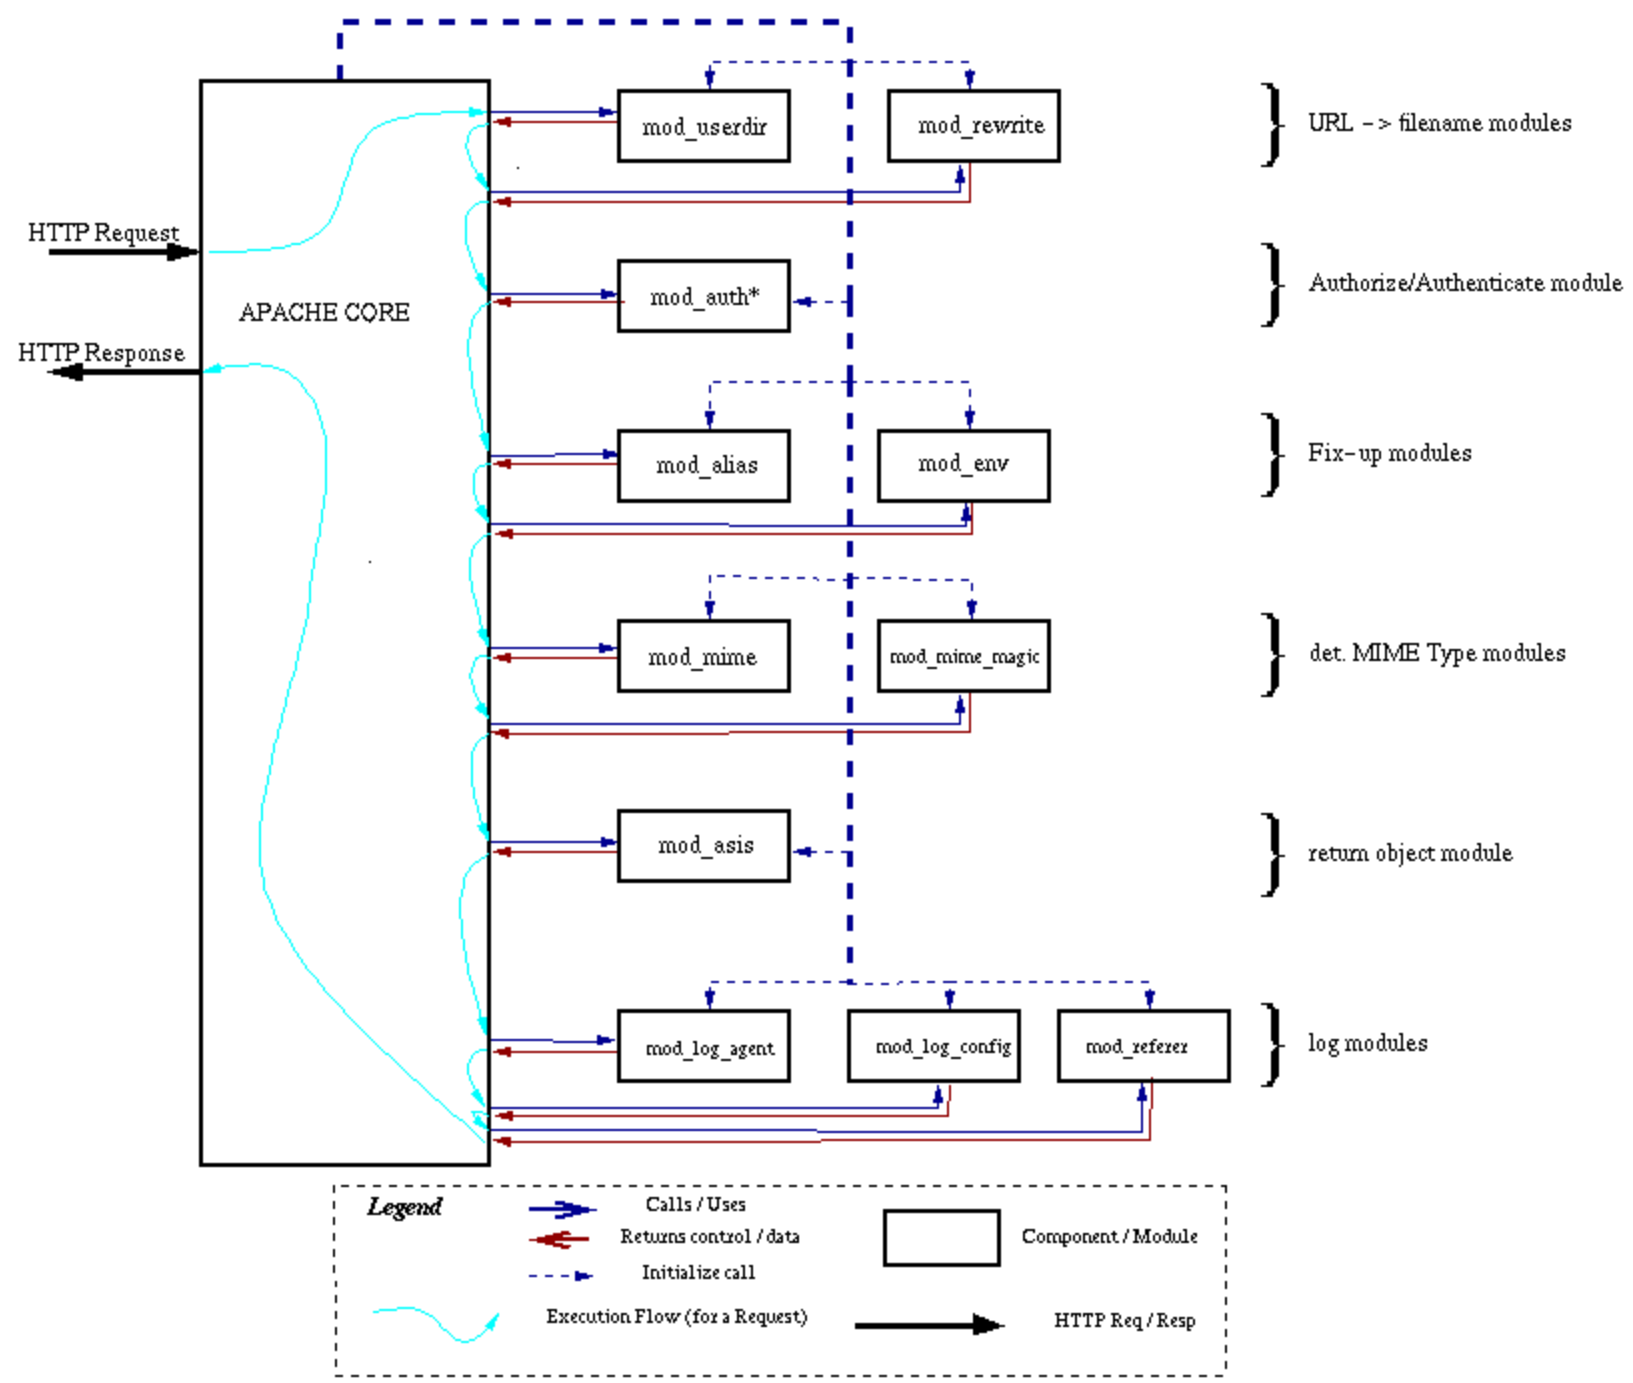 mod_userdir
mod_rewrite
URL -> filename modules
HTTP Request
mod_auth*
Authorize/Authenticate module
APACHE CORE
HTTP Response
mod_alias
mod_env
Fix-up modules
mod_mime
mod_mime_magic
det. MIME Type modules
mod_asis
return object module
mod_log_agent
mod_log_config
mod_referer
log modules
Legend
Calls / Uses
Returns control / data
Component / Module
Initialize call
Execution Flow (for a Request)
HTTP Req / Resp